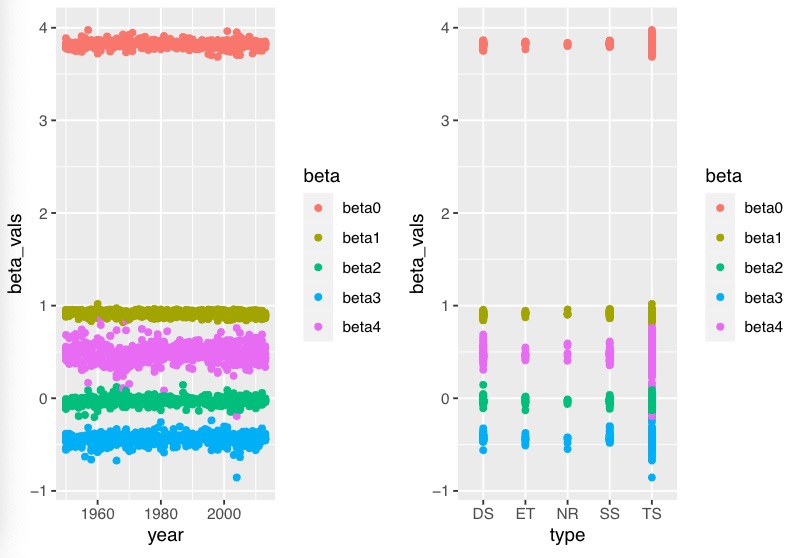 4
3
2
1
0
−1
beta_vals
1960 1980 2000
year
beta
beta0
beta1
beta2
beta3
beta4
4
3
2
1
0
−1
beta_vals
DS ET NR SS TS
type
beta
beta0
beta1
beta2
beta3
beta4